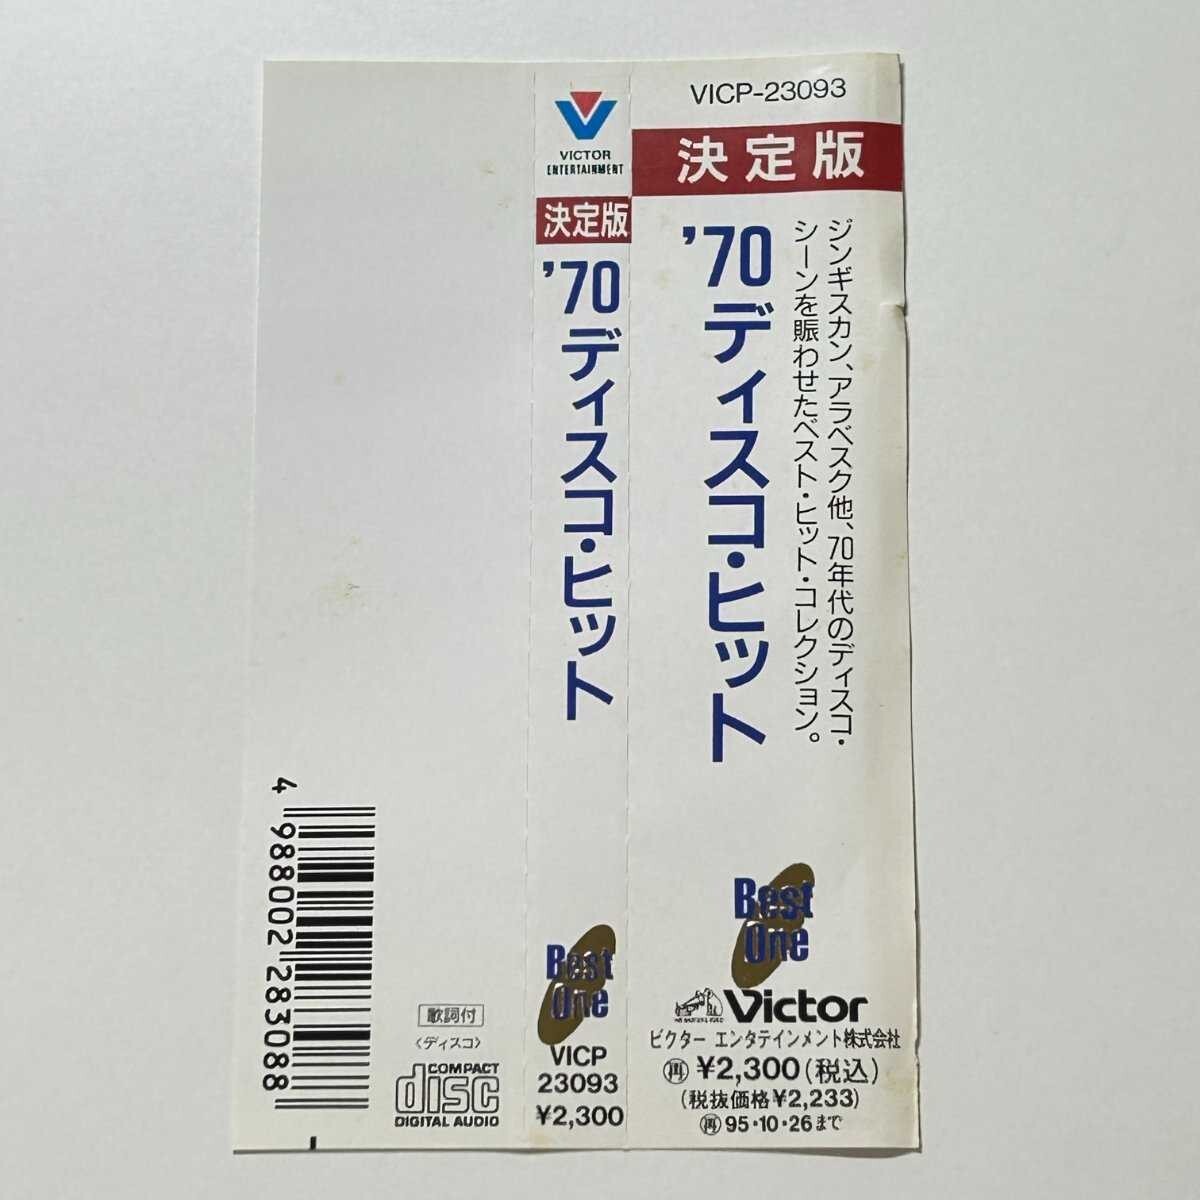 VICP-23093
決定版
'70ディスコ・ヒット
ジンギスカン、アラベスク他、70年代のディスコ・
シーンを賑わせたベスト・ヒット・コレクション。
Best
One
Victor
ビクター エンタテインメント株式会社
再 ¥2,300(税込)
(税抜価格¥2,233)
再 95・10・26まで
VICTOR
ENTERTAINMENT
決定版
'70ディスコ・ヒット
Best
One
VICP
23093
¥2,300
4 988002 283088
歌詞付
〈ディスコ〉
COMPACT
disc
DIGITAL AUDIO